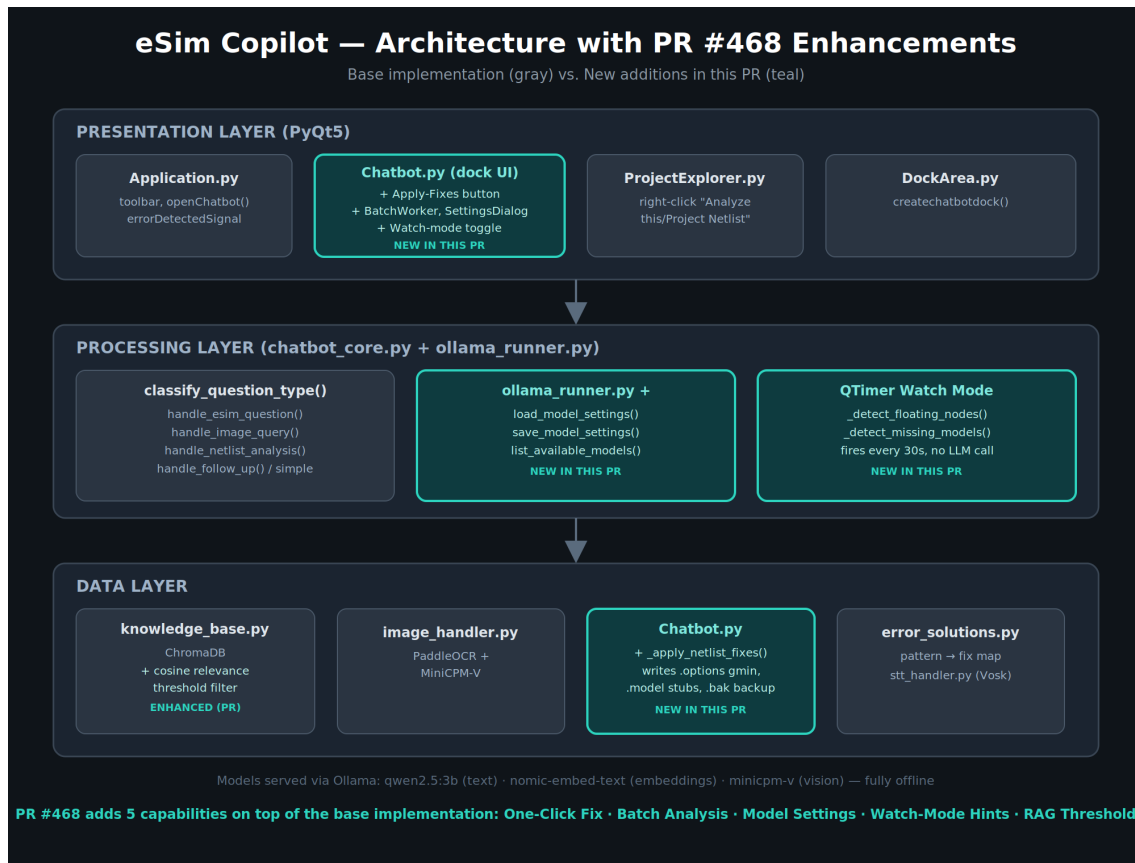 eSim Copilot — Architecture with PR #468 Enhancements
Base implementation (gray) vs. New additions in this PR (teal)
PRESENTATION LAYER (PyQt5)
Application.py
toolbar, openChatbot()
errorDetectedSignal
Chatbot.py (dock UI)
+ Apply-Fixes button
+ BatchWorker, SettingsDialog
+ Watch-mode toggle
NEW IN THIS PR
ProjectExplorer.py
right-click "Analyze
this/Project Netlist"
DockArea.py
createchatbotdock()
PROCESSING LAYER (chatbot_core.py + ollama_runner.py)
classify_question_type()
handle_esim_question()
handle_image_query()
handle_netlist_analysis()
handle_follow_up() / simple
ollama_runner.py +
load_model_settings()
save_model_settings()
list_available_models()
NEW IN THIS PR
QTimer Watch Mode
_detect_floating_nodes()
_detect_missing_models()
fires every 30s, no LLM call
NEW IN THIS PR
DATA LAYER
knowledge_base.py
ChromaDB
+ cosine relevance
threshold filter
ENHANCED (PR)
image_handler.py
PaddleOCR +
MiniCPM-V
Chatbot.py
+ _apply_netlist_fixes()
writes .options gmin,
.model stubs, .bak backup
NEW IN THIS PR
error_solutions.py
pattern → fix map
stt_handler.py (Vosk)
Models served via Ollama: qwen2.5:3b (text) · nomic-embed-text (embeddings) · minicpm-v (vision) — fully offline
PR #468 adds 5 capabilities on top of the base implementation: One-Click Fix · Batch Analysis · Model Settings · Watch-Mode Hints · RAG Threshold